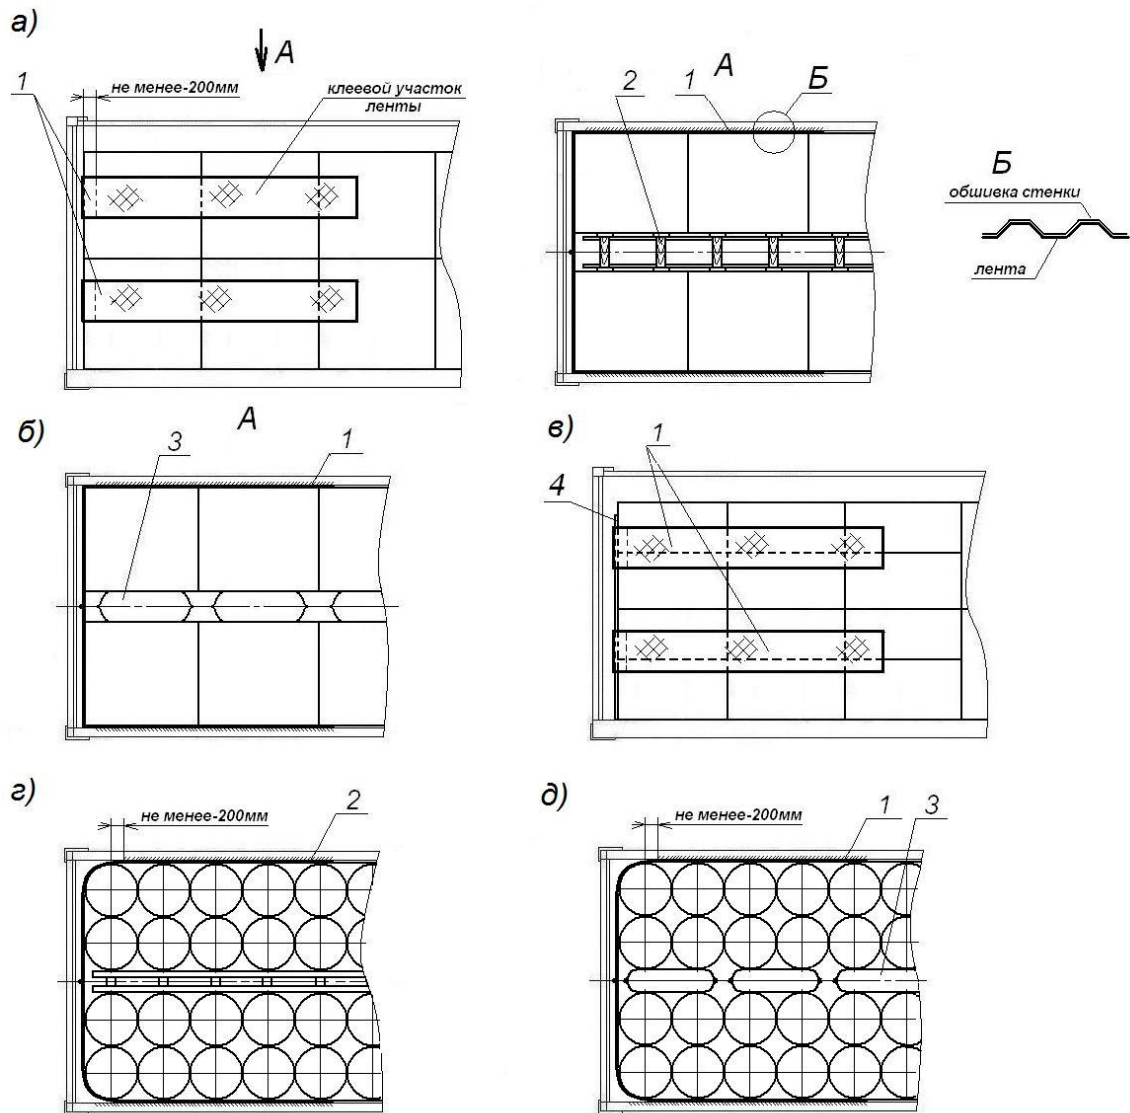 а)
А
1
не менее-200мм
клеевой участок
ленты
2
1
А
Б
Б
обшивка стенки
лента
б)
А
3
1
в)
1
4
г)
не менее-200мм
2
д)
не менее-200мм
1
3